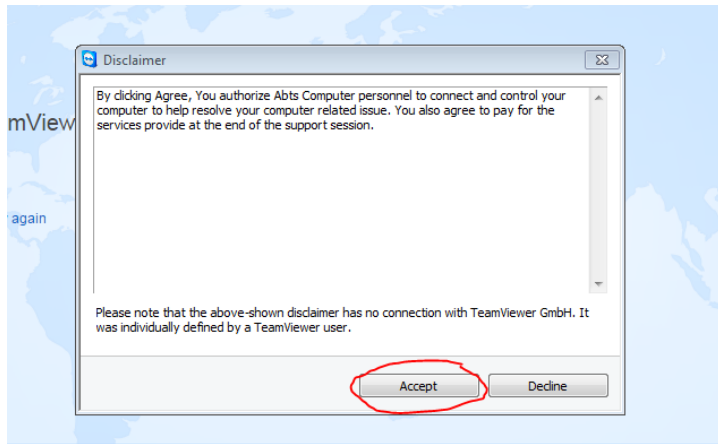 Disclaimer
By clicking Agree, You authorize Abts Computer personnel to connect and control your
computer to help resolve your computer related issue. You also agree to pay for the
services provide at the end of the support session.
mView
again
Please note that the above-shown disclaimer has no connection with TeamViewer GmbH. It
was individually defined by a TeamViewer user.
Accept Decline